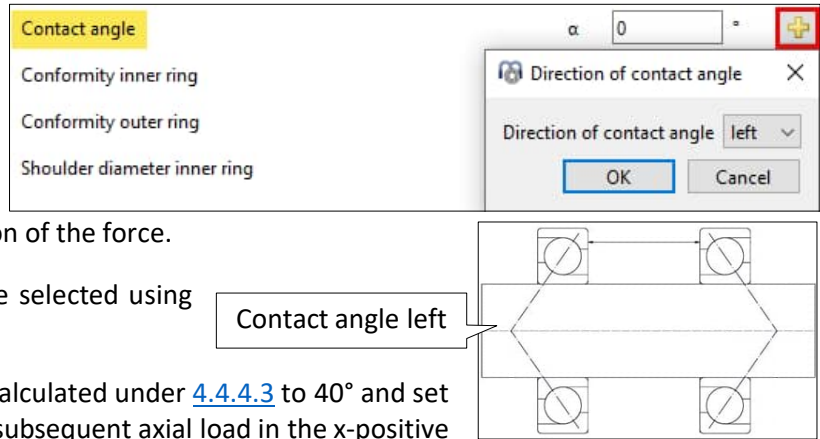 Contact angle α 0 °
Direction of contact angle
Conformity inner ring
Conformity outer ring
Direction of contact angle left
Shoulder diameter inner ring
OK Cancel
of the force.
selected using
Contact angle left
alculated under 4.4.4.3 to 40° and set
subsequent axial load in the x-positive